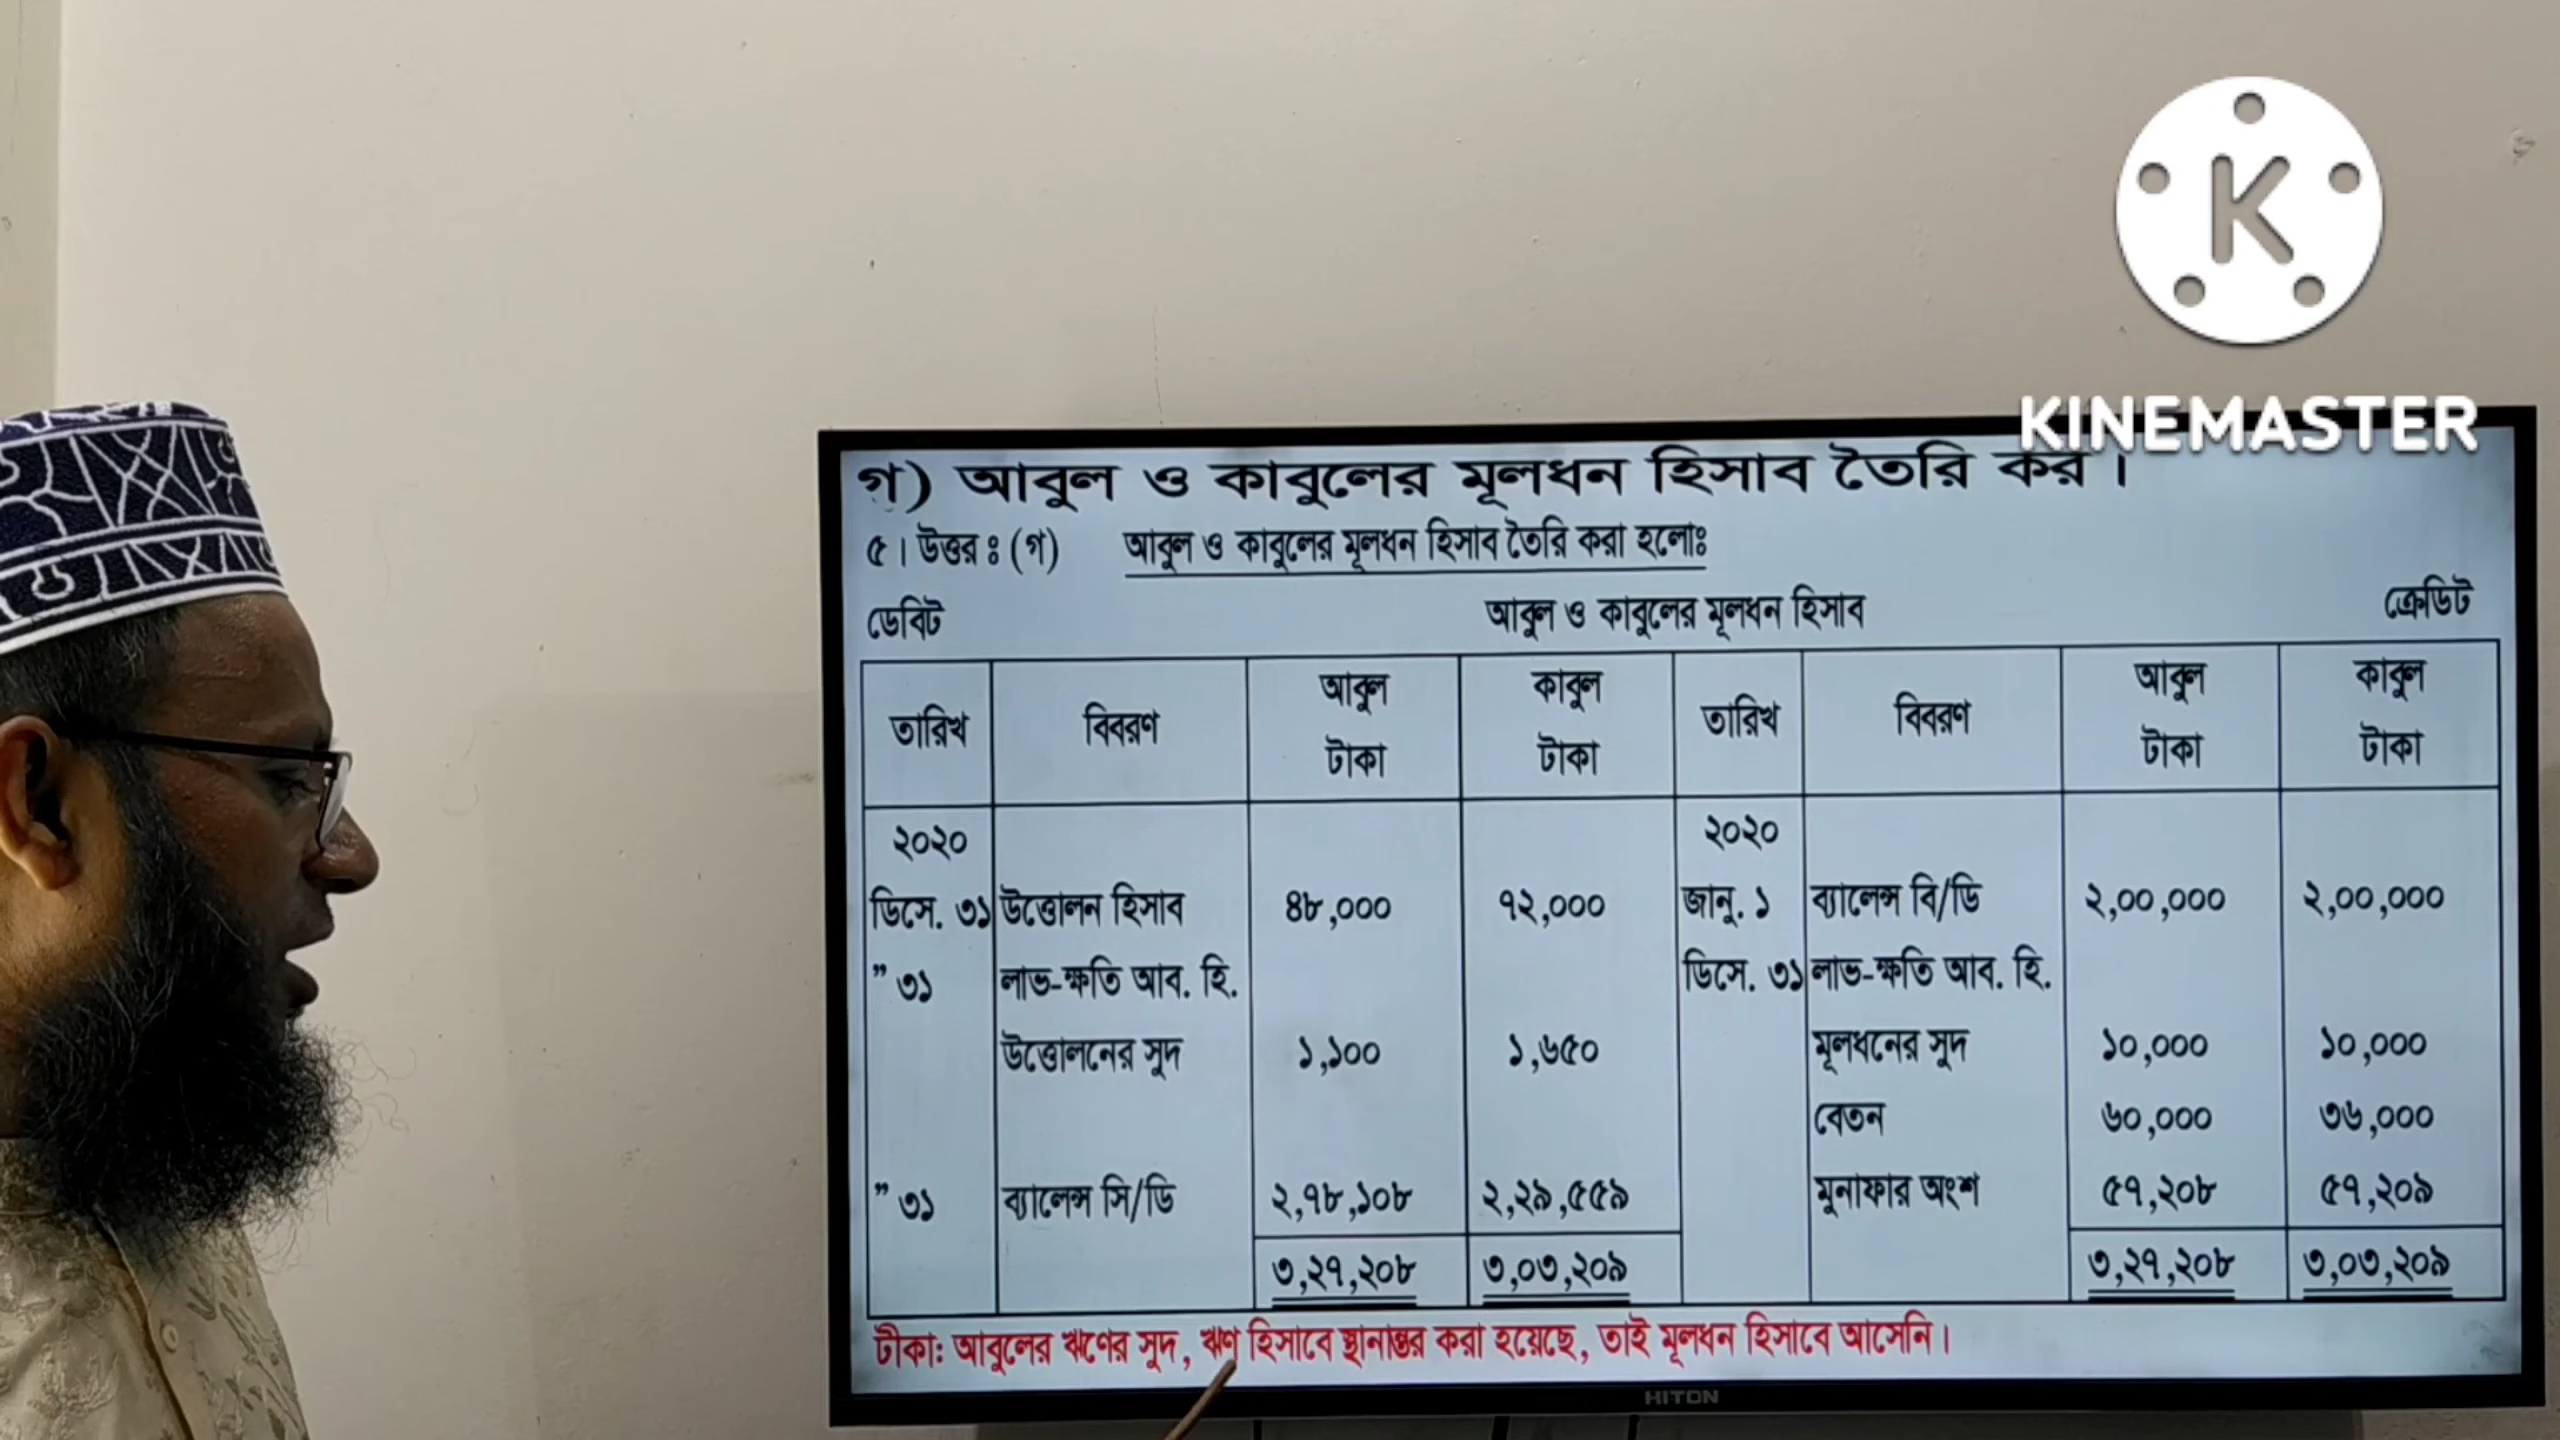 K
KINEMASTER
গ) আবুল ও কাবুলের মূলধন হিসাব তৈরি কর ।
৫। উত্তর ঃ (গ) আবুল ও কাবুলের মূলধন হিসাব তৈরি করা হলোঃ
ডেবিট আবুল ও কাবুলের মূলধন হিসাব ক্রেডিট
তারিখ বিবরণ আবুল টাকা কাবুল টাকা তারিখ বিবরণ আবুল টাকা কাবুল টাকা
২০২০ ২০২০
ডিসে. ৩১ উত্তোলন হিসাব ৪৮,০০০ ৭২,০০০ জানু. ১ ব্যালেন্স বি/ডি ২,০০,০০০ ২,০০,০০০
” ৩১ লাভ-ক্ষতি আব. হি. ডিসে. ৩১ লাভ-ক্ষতি আব. হি.
উত্তোলনের সুদ ১,১০০ ১,৬৫০ মূলধনের সুদ ১০,০০০ ১০,০০০
বেতন ৬০,০০০ ৩৬,০০০
” ৩১ ব্যালেন্স সি/ডি ২,৭৮,১০৮ ২,২৯,৫৫৯ মুনাফার অংশ ৫৭,২০৮ ৫৭,২০৯
৩,২৭,২০৮ ৩,০৩,২০৯ ৩,২৭,২০৮ ৩,০৩,২০৯
টীকা: আবুলের ঋণের সুদ, ঋণ হিসাবে স্থানান্তর করা হয়েছে, তাই মূলধন হিসাবে আসেনি।
HITON